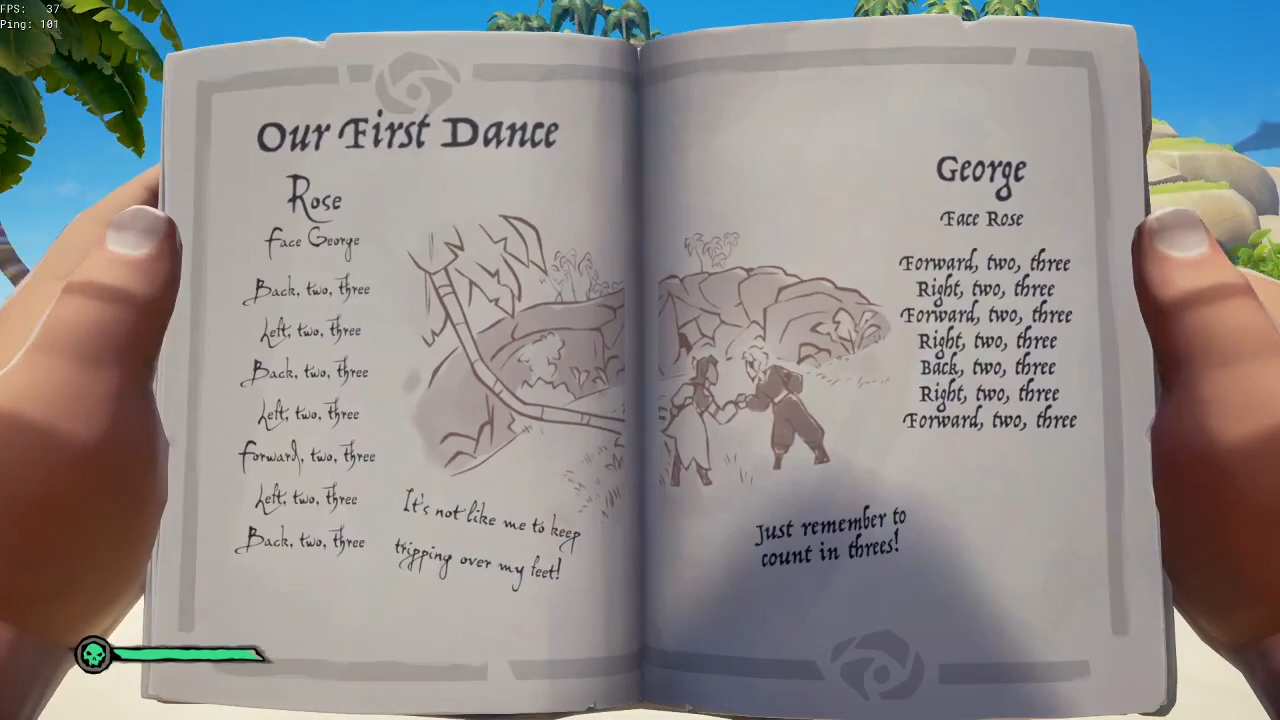 FPS: 37
Ping: 101
Our First Dance
Rose
Face George
Back, two, three
Left, two, three
Back, two, three
Left, two, three
Forward, two, three
Left, two, three
Back, two, three
It's not like me to keep
tripping over my feet!
George
Face Rose
Forward, two, three
Right, two, three
Forward, two, three
Right, two, three
Back, two, three
Right, two, three
Forward, two, three
Just remember to
count in threes!